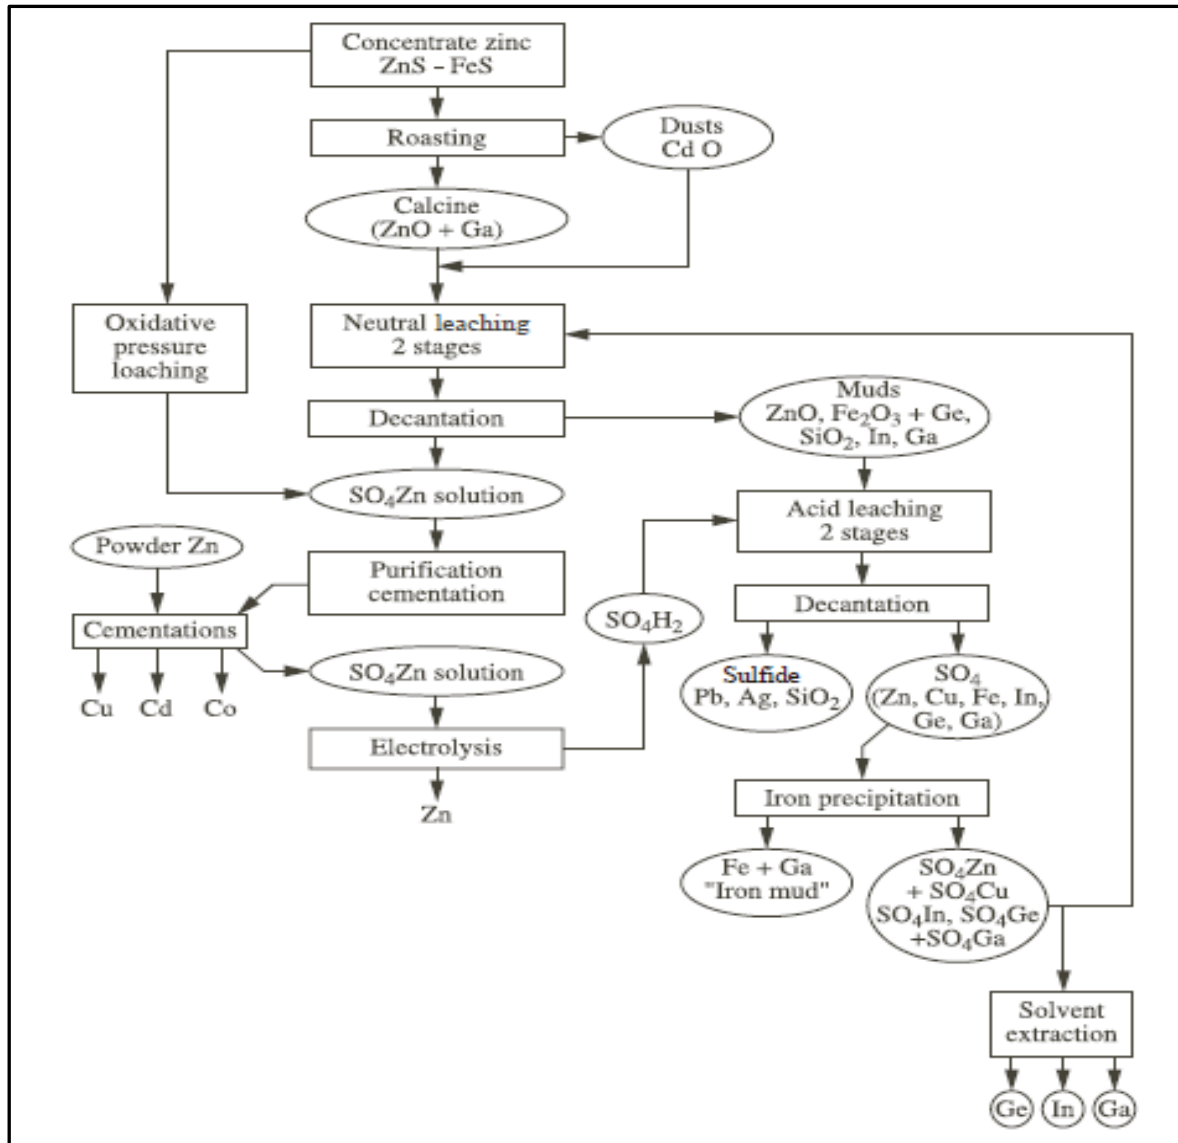 Concentrate zinc
ZnS – FeS
Roasting
Dusts
Cd O
Calcine
(ZnO + Ga)
Oxidative
pressure
loaching
Neutral leaching
2 stages
Decantation
Muds
ZnO, Fe₂O₃ + Ge,
SiO₂, In, Ga
SO₄Zn solution
Acid leaching
2 stages
Powder Zn
Purification
cementation
Cementations
Cu Cd Co
SO₄Zn solution
SO₄H₂
Decantation
Sulfide
Pb, Ag, SiO₂
SO₄
(Zn, Cu, Fe, In,
Ge, Ga)
Electrolysis
Zn
Iron precipitation
Fe + Ga
"Iron mud"
SO₄Zn
+ SO₄Cu
SO₄In, SO₄Ge
+SO₄Ga
Solvent
extraction
Ge In Ga